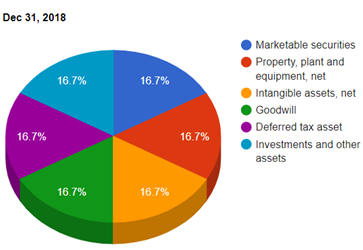 Dec 31, 2018
16.7%
16.7%
16.7%
16.7%
16.7%
16.7%
Marketable securities
Property, plant and
equipment, net
Intangible assets, net
Goodwill
Deferred tax asset
Investments and other
assets